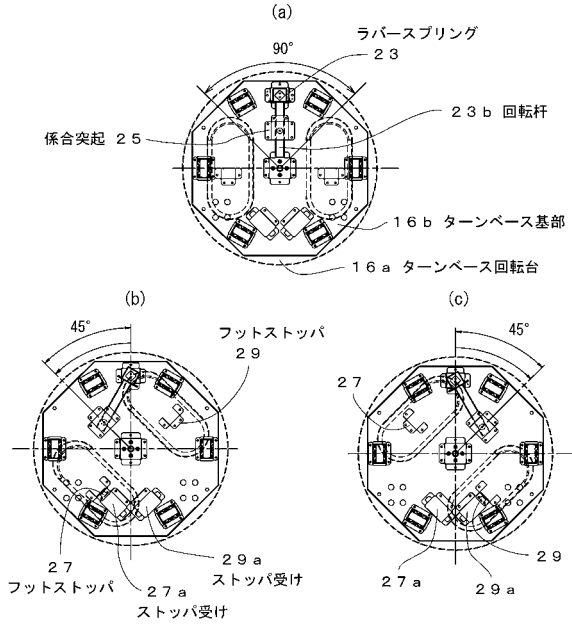 (a)
90°
ラバースプリング
23
23b 回転杆
係合突起 25
16b ターンベース基部
16a ターンベース回転台
(b)
45°
フットストッパ
29
27
フットストッパ
27a
ストッパ受け
29a
ストッパ受け
(c)
45°
27
27a
29a
29